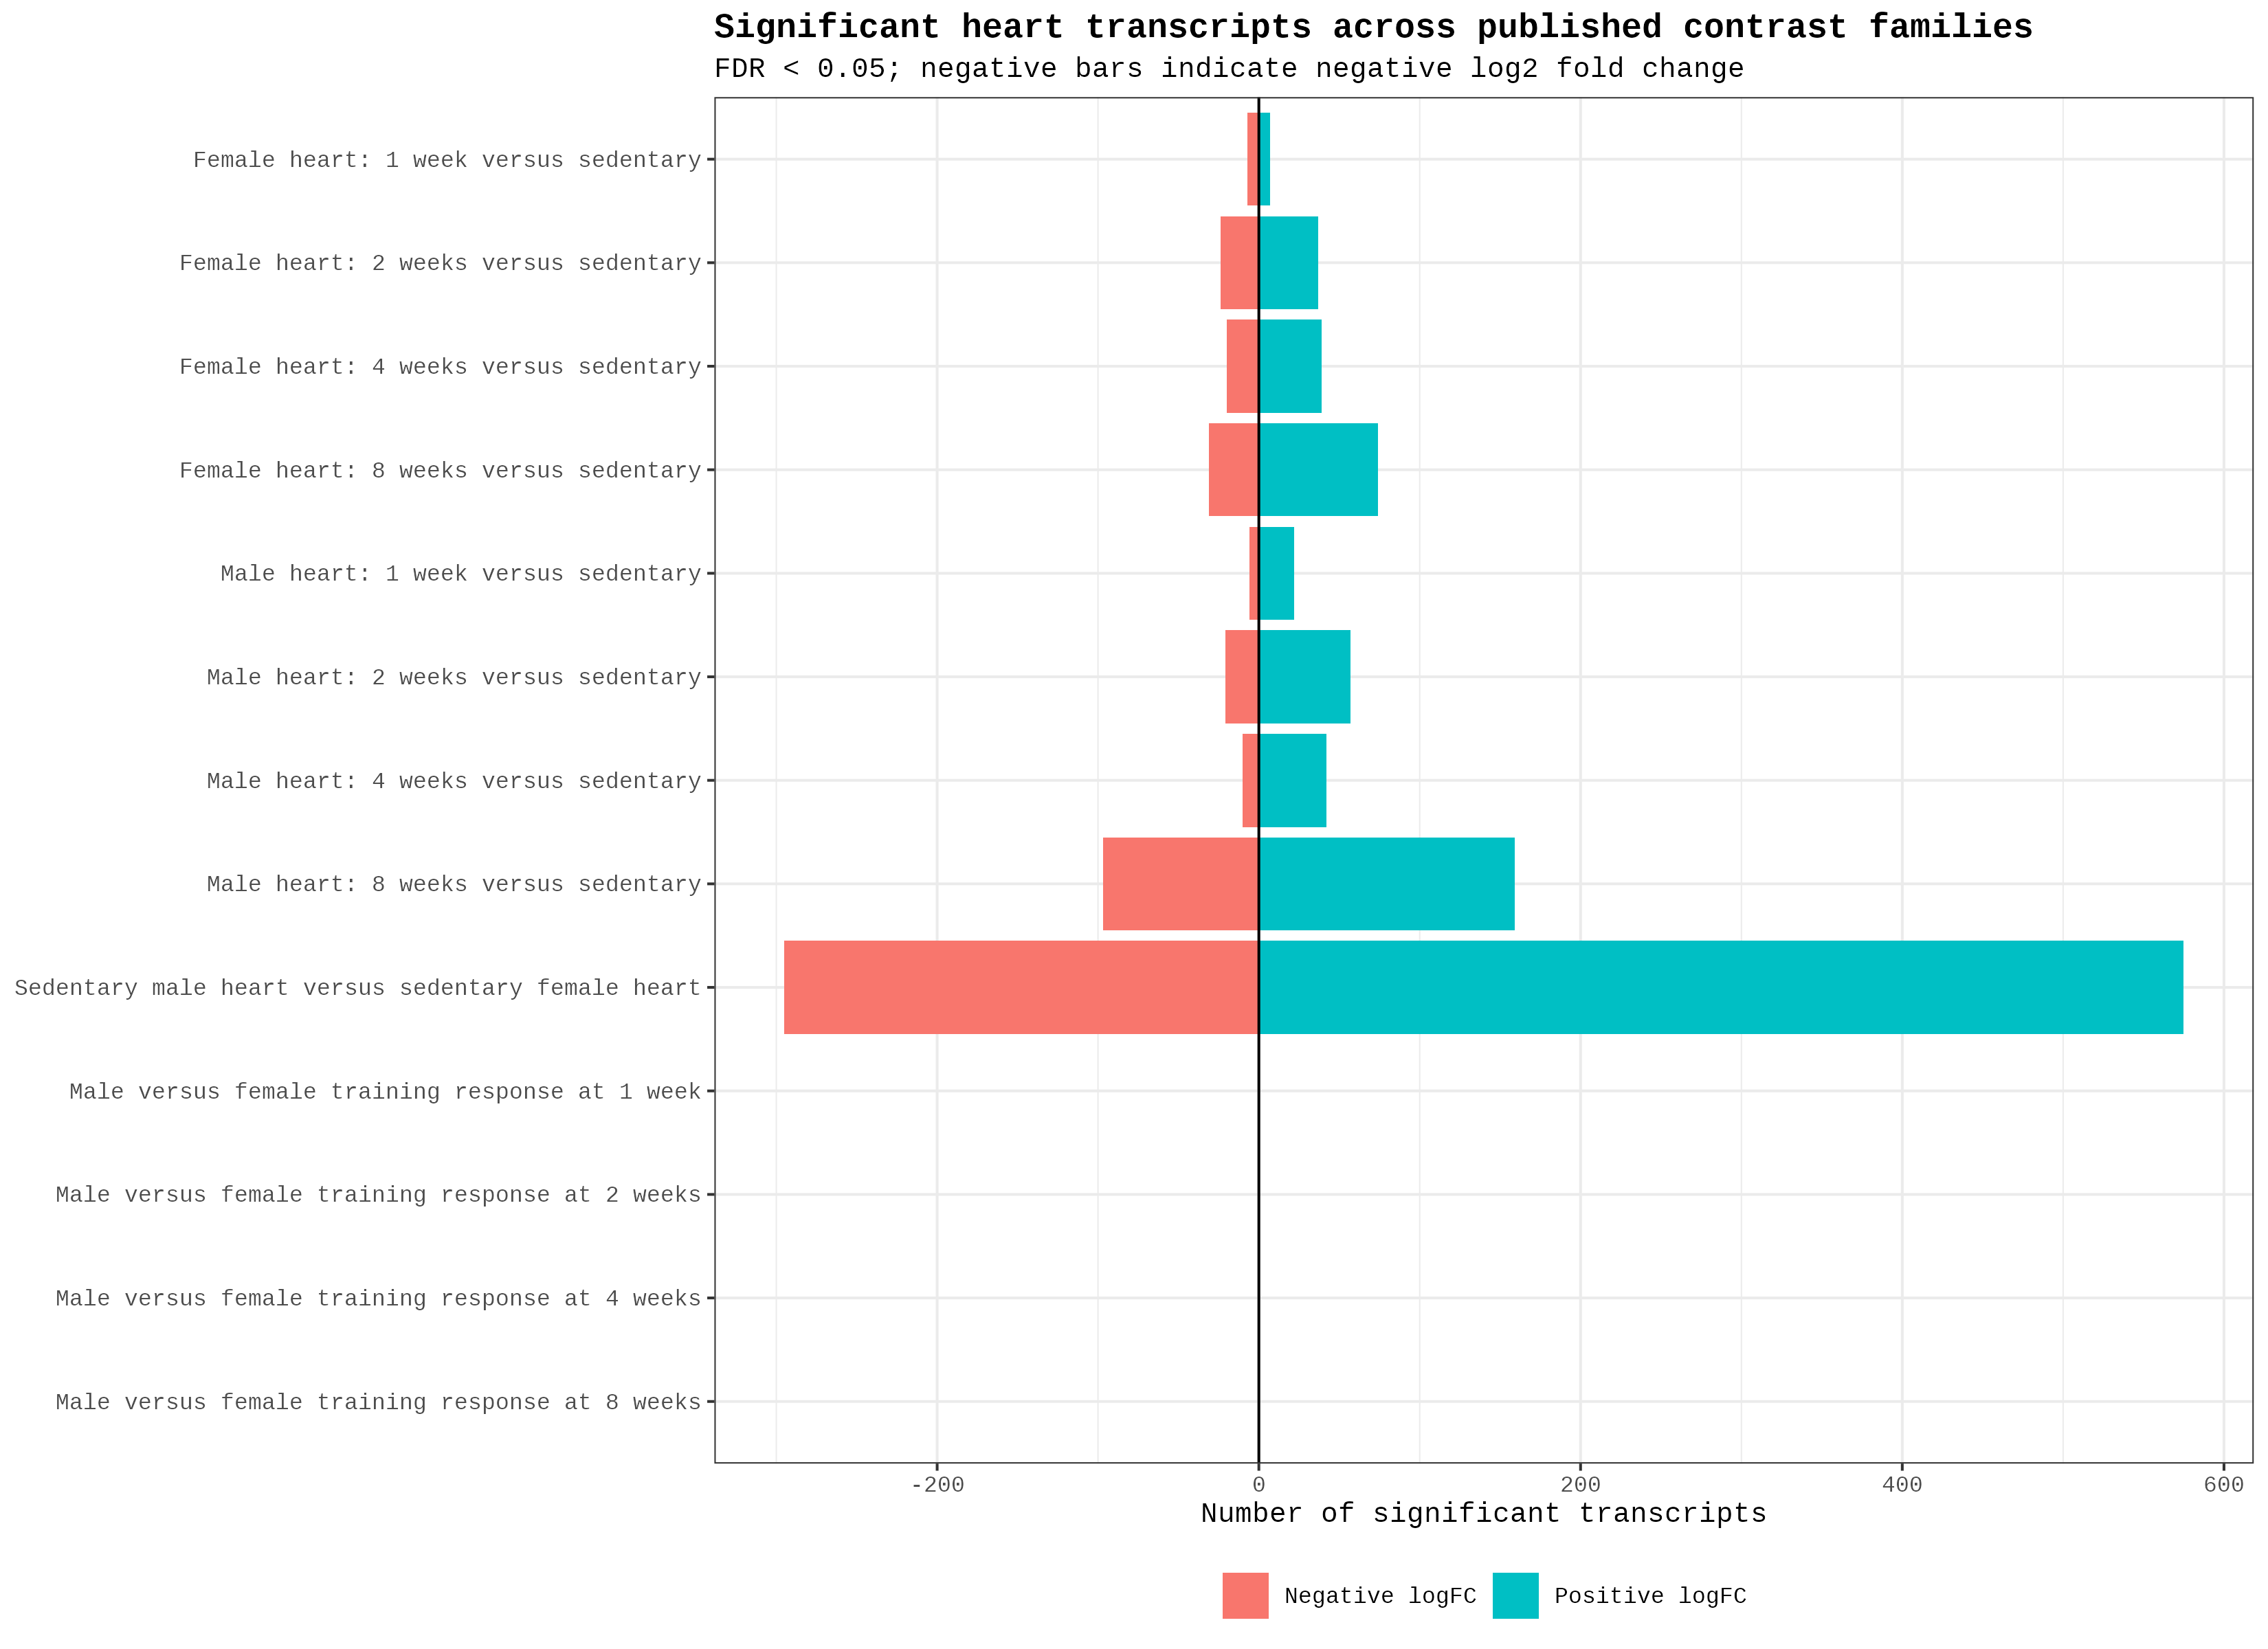 Significant heart transcripts across published contrast families
FDR < 0.05; negative bars indicate negative log2 fold change
Female heart: 1 week versus sedentary
Female heart: 2 weeks versus sedentary
Female heart: 4 weeks versus sedentary
Female heart: 8 weeks versus sedentary
Male heart: 1 week versus sedentary
Male heart: 2 weeks versus sedentary
Male heart: 4 weeks versus sedentary
Male heart: 8 weeks versus sedentary
Sedentary male heart versus sedentary female heart
Male versus female training response at 1 week
Male versus female training response at 2 weeks
Male versus female training response at 4 weeks
Male versus female training response at 8 weeks
-200 0 200 400 600
Number of significant transcripts
Negative logFC Positive logFC